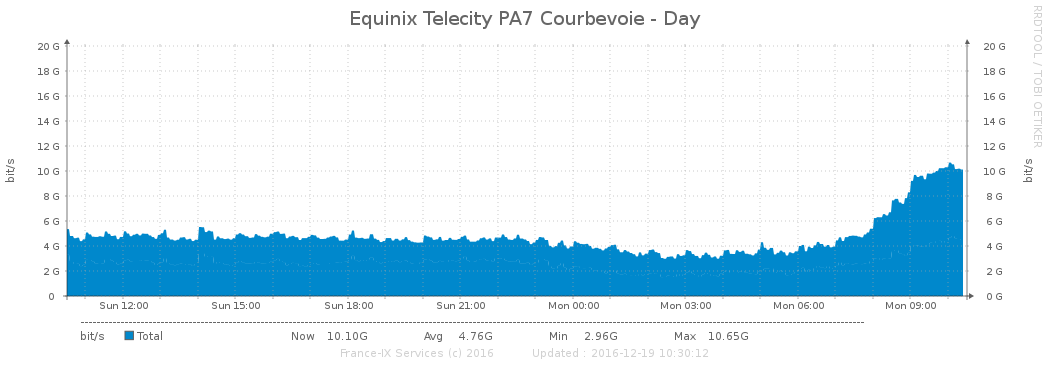 Equinix Telecity PA7 Courbevoie - Day
RRDTOOL / TOBI OETIKER
20 G 20 G
18 G 18 G
16 G 16 G
14 G 14 G
12 G 12 G
10 G 10 G
8 G 8 G
6 G 6 G
4 G 4 G
2 G 2 G
0 0 G
bit/s bit/s
Sun 12:00 Sun 15:00 Sun 18:00 Sun 21:00 Mon 00:00 Mon 03:00 Mon 06:00 Mon 09:00
bit/s Total Now 10.10G Avg 4.76G Min 2.96G Max 10.65G
France-IX Services (c) 2016 Updated : 2016-12-19 10:30:12